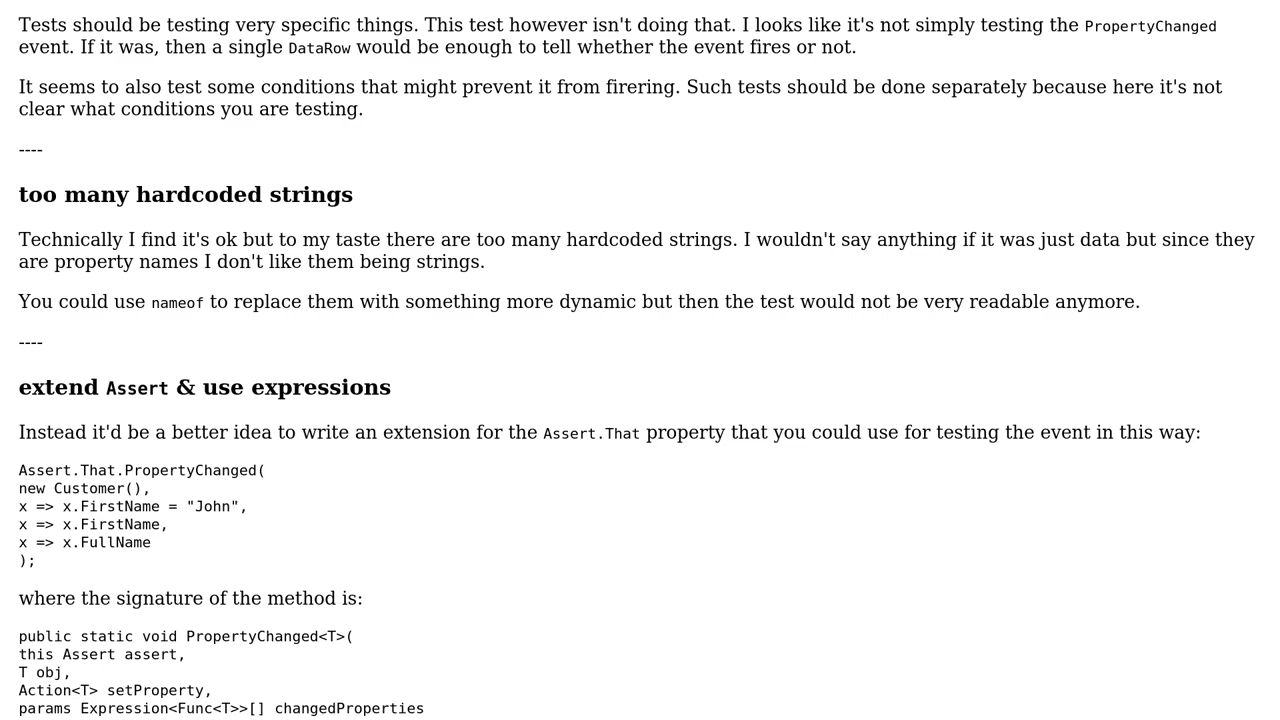 Tests should be testing very specific things. This test however isn't doing that. I looks like it's not simply testing the PropertyChanged
event. If it was, then a single DataRow would be enough to tell whether the event fires or not.
It seems to also test some conditions that might prevent it from firering. Such tests should be done separately because here it's not
clear what conditions you are testing.
----
too many hardcoded strings
Technically I find it's ok but to my taste there are too many hardcoded strings. I wouldn't say anything if it was just data but since they
are property names I don't like them being strings.
You could use nameof to replace them with something more dynamic but then the test would not be very readable anymore.
----
extend Assert & use expressions
Instead it'd be a better idea to write an extension for the Assert.That property that you could use for testing the event in this way:
Assert.That.PropertyChanged(
new Customer(),
x => x.FirstName = "John",
x => x.FirstName,
x => x.FullName
);
where the signature of the method is:
public static void PropertyChanged<T>(
this Assert assert,
T obj,
Action<T> setProperty,
params Expression<Func<T>>[] changedProperties